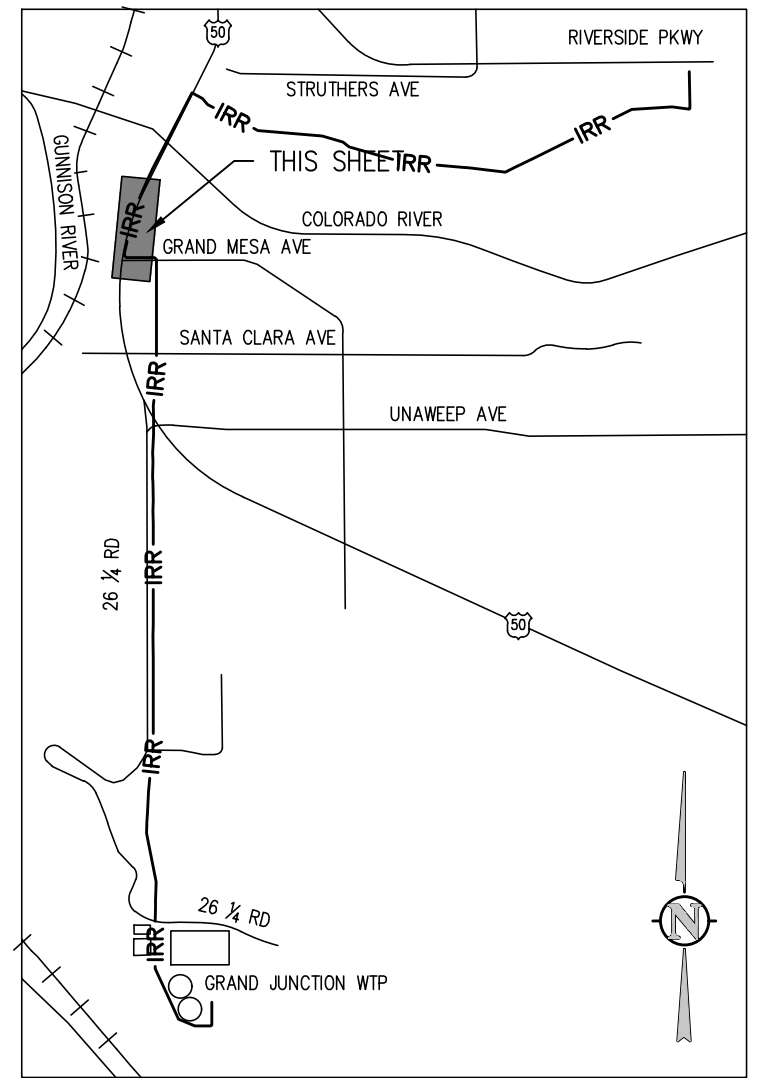 50
RIVERSIDE PKWY
STRUTHERS AVE
IRR
IRR
THIS SHEET
IRR
GUNNISON RIVER
IRR
COLORADO RIVER
GRAND MESA AVE
SANTA CLARA AVE
IRR
UNAWEEP AVE
26 ¼ RD
IRR
50
IRR
26 ¼ RD
IRR
GRAND JUNCTION WTP
N